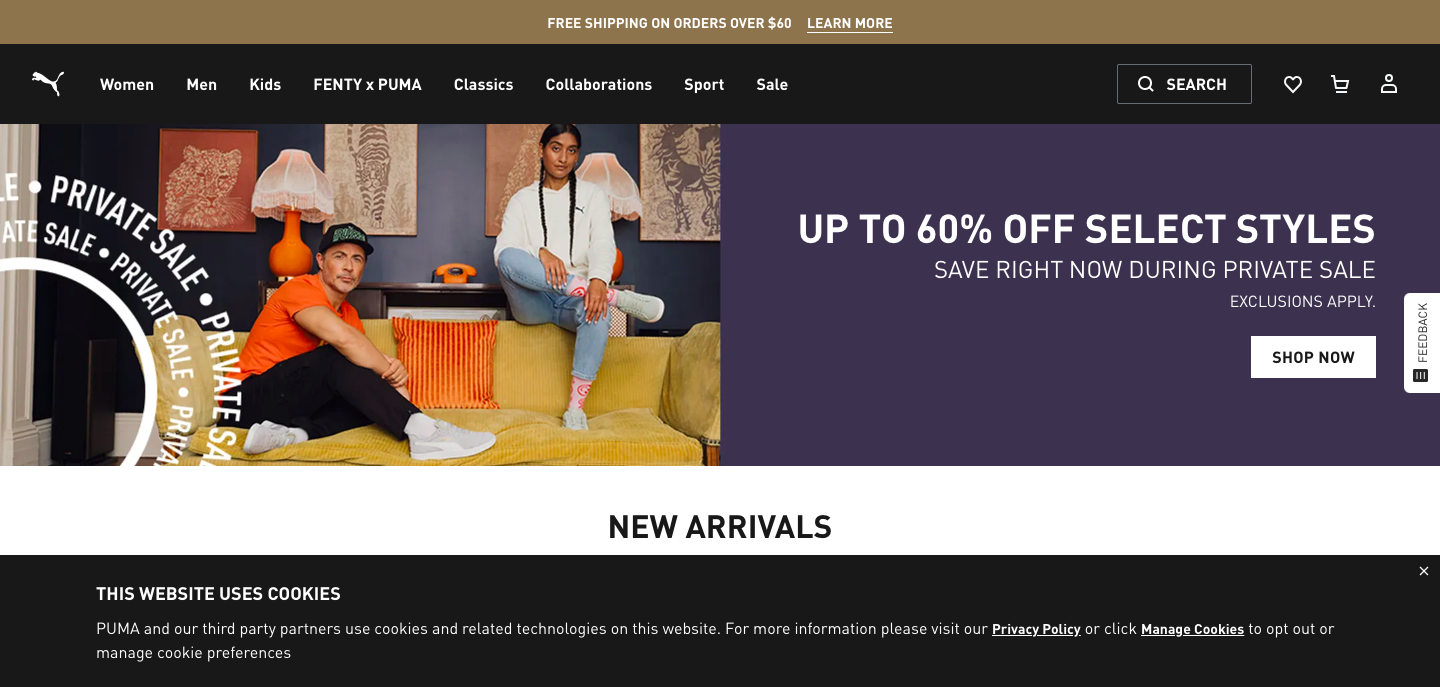 FREE SHIPPING ON ORDERS OVER $60 LEARN MORE
Women Men Kids FENTY x PUMA Classics Collaborations Sport Sale SEARCH
PRIVATE SALE • PRIVATE
SALE • PRIVATE SALE • PRIVA
UP TO 60% OFF SELECT STYLES
SAVE RIGHT NOW DURING PRIVATE SALE
EXCLUSIONS APPLY.
SHOP NOW
FEEDBACK
NEW ARRIVALS
THIS WEBSITE USES COOKIES
PUMA and our third party partners use cookies and related technologies on this website. For more information please visit our Privacy Policy or click Manage Cookies to opt out or
manage cookie preferences